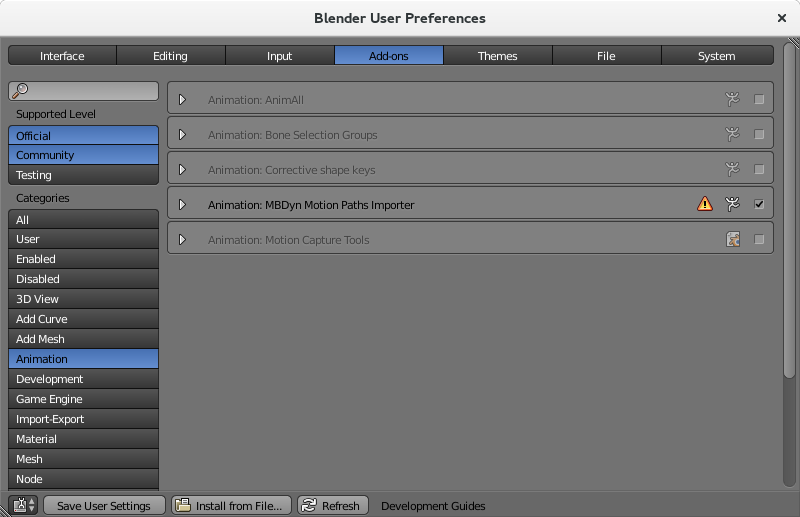 Blender User Preferences
Interface Editing Input Add-ons Themes File System
Supported Level
Official
Community
Testing
Categories
All
User
Enabled
Disabled
3D View
Add Curve
Add Mesh
Animation
Development
Game Engine
Import-Export
Material
Mesh
Node
Animation: AnimAll
Animation: Bone Selection Groups
Animation: Corrective shape keys
Animation: MBDyn Motion Paths Importer
Animation: Motion Capture Tools
Save User Settings Install from File... Refresh Development Guides